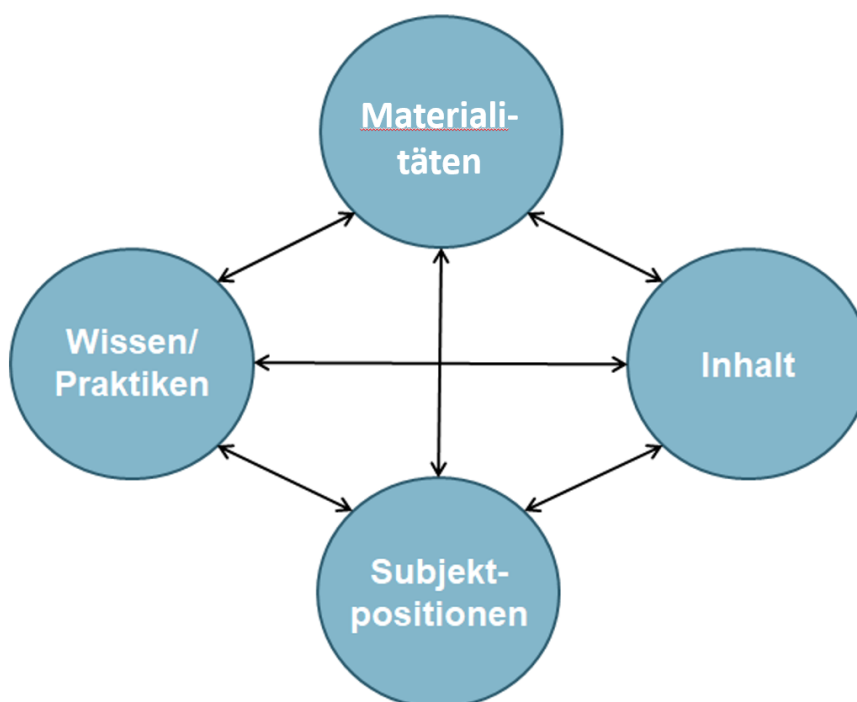 Materiali-
täten
Wissen/
Praktiken
Inhalt
Subjekt-
positionen